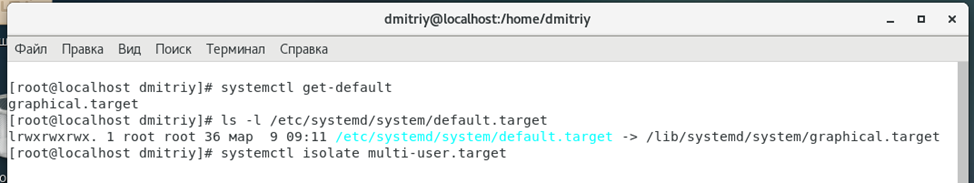 dmitriy@localhost:/home/dmitriy
Файл Правка Вид Поиск Терминал Справка
[root@localhost dmitriy]# systemctl get-default
graphical.target
[root@localhost dmitriy]# ls -l /etc/systemd/system/default.target
lrwxrwxrwx. 1 root root 36 мар  9 09:11 /etc/systemd/system/default.target -> /lib/systemd/system/graphical.target
[root@localhost dmitriy]# systemctl isolate multi-user.target